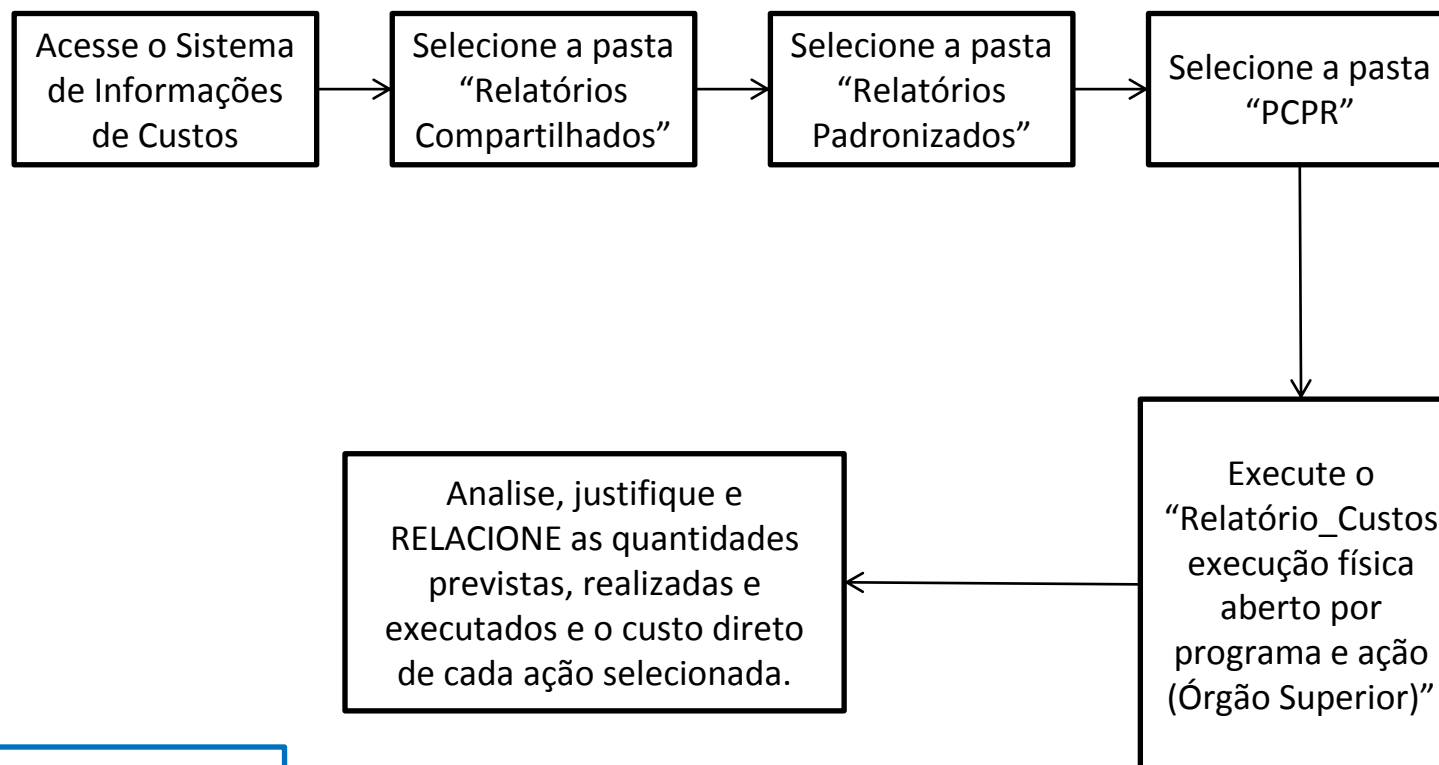 Acesse o Sistema
de Informações
de Custos
Selecione a pasta
“Relatórios
Compartilhados”
Selecione a pasta
“Relatórios
Padronizados”
Selecione a pasta
“PCPR”
Execute o
“Relatório_Custos
execução física
aberto por
programa e ação
(Órgão Superior)”
Analise, justifique e
RELACIONE as quantidades
previstas, realizadas e
executados e o custo direto
de cada ação selecionada.